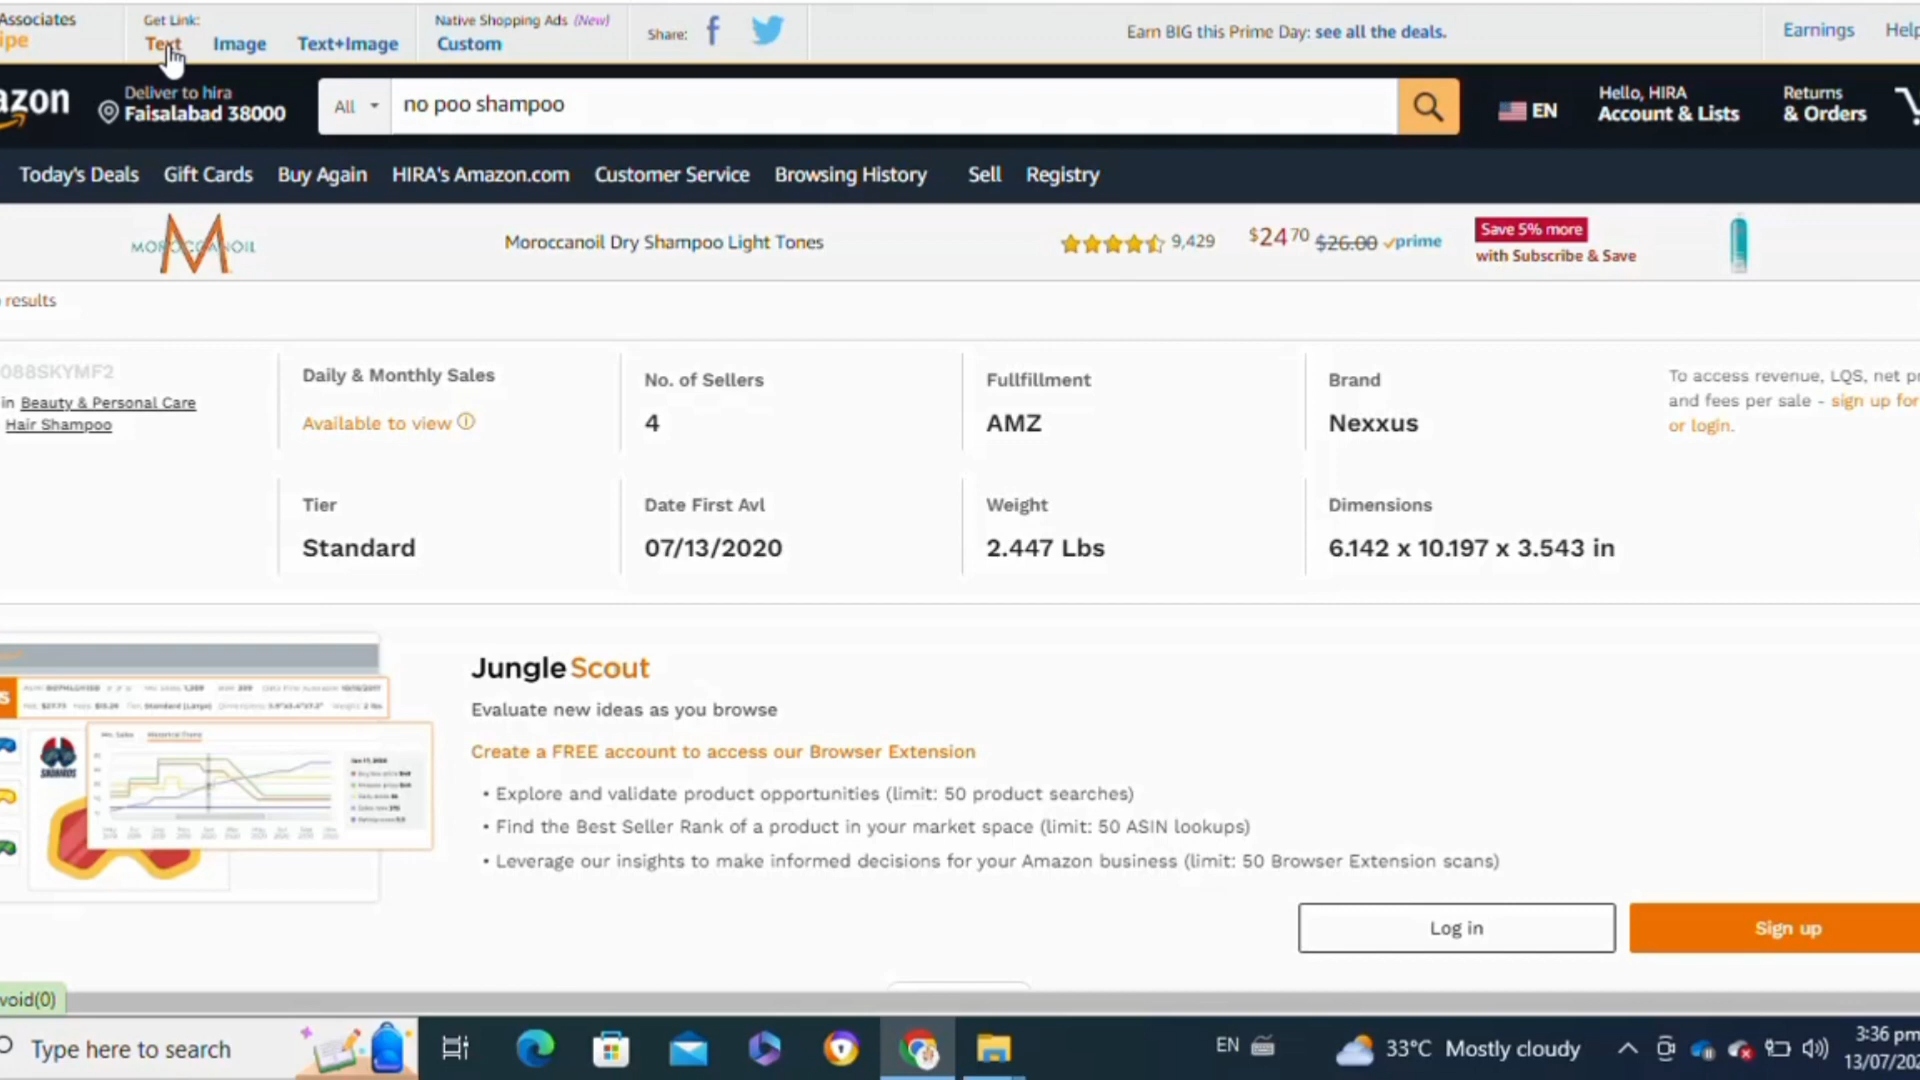 Associates
Get Link:
Native Shopping Ads (New)
ipe
Text
Image
Text+Image
Custom
Share:
Earn BIG this Prime Day: see all the deals.
Earnings
Help
azon
Deliver to hira
Faisalabad 38000
All
no poo shampoo
EN
Hello, HIRA
Account & Lists
Returns
& Orders
Today's Deals
Gift Cards
Buy Again
HIRA's Amazon.com
Customer Service
Browsing History
Sell
Registry
MOROCCANOIL
Moroccanoil Dry Shampoo Light Tones
9,429
$24.70 $26.00 prime
Save 5% more
with Subscribe & Save
results
088SKYMF2
in Beauty & Personal Care
Hair Shampoo
Daily & Monthly Sales
Available to view
No. of Sellers
4
Fullfillment
AMZ
Brand
Nexxus
To access revenue, LQS, net pr
and fees per sale - sign up for
or login.
Tier
Standard
Date First Avl
07/13/2020
Weight
2.447 Lbs
Dimensions
6.142 x 10.197 x 3.543 in
Jungle Scout
Evaluate new ideas as you browse
Create a FREE account to access our Browser Extension
• Explore and validate product opportunities (limit: 50 product searches)
• Find the Best Seller Rank of a product in your market space (limit: 50 ASIN lookups)
• Leverage our insights to make informed decisions for your Amazon business (limit: 50 Browser Extension scans)
Log in
Sign up
void(0)
Type here to search
EN
33°C Mostly cloudy
3:36 pm
13/07/202